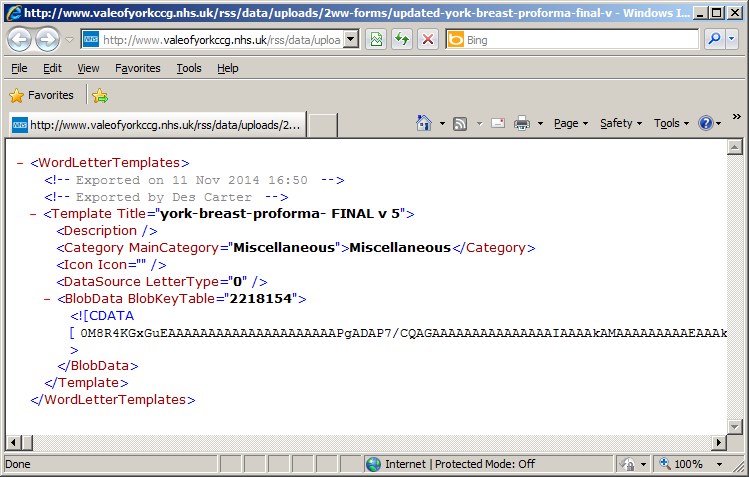 http://www.valeofyorkccg.nhs.uk/rss/data/uploads/2ww-forms/updated-york-breast-proforma-final-v - Windows I...
NHS http://www.valeofyorkccg.nhs.uk/rss/data/uploa Bing
File Edit View Favorites Tools Help
Favorites
NHS http://www.valeofyorkccg.nhs.uk/rss/data/uploads/2... Page Safety Tools »
- <WordLetterTemplates>
<!-- Exported on 11 Nov 2014 16:50 -->
<!-- Exported by Des Carter -->
- <Template Title="york-breast-proforma- FINAL v 5">
<Description />
<Category MainCategory="Miscellaneous">Miscellaneous</Category>
<Icon Icon="" />
<DataSource LetterType="0" />
- <BlobData BlobKeyTable="2218154">
<![CDATA
[ 0M8R4KGxGuEAAAAAAAAAAAAAAAAAAAAAPgADAP7/CQAGAAAAAAAAAAAAAAAIAAAAkAMAAAAAAAAAEAAAk
>
</BlobData>
</Template>
</WordLetterTemplates>
Done Internet | Protected Mode: Off 100%